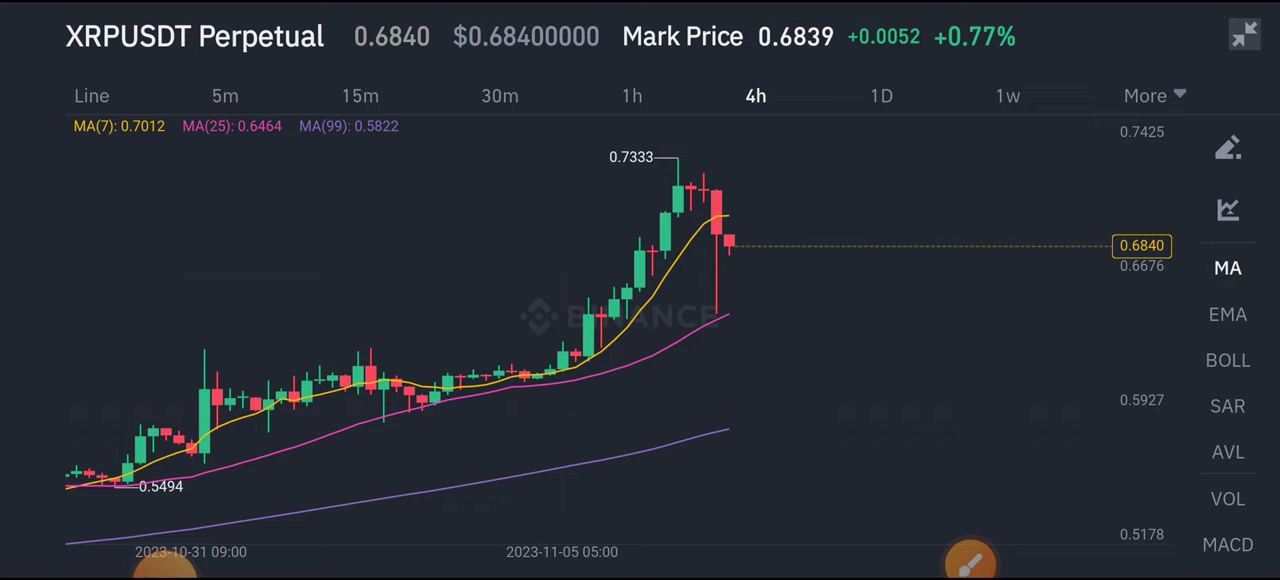 XRPUSDT Perpetual 0.6840 $0.68400000 Mark Price 0.6839 +0.0052 +0.77%
Line 5m 15m 30m 1h 4h 1D 1w More
MA(7): 0.7012 MA(25): 0.6464 MA(99): 0.5822
0.7425
0.7333
0.6840
0.6676
MA
BINANCE
EMA
BOLL
0.5927
SAR
AVL
0.5494
VOL
0.5178
MACD
2023-10-31 09:00 2023-11-05 05:00